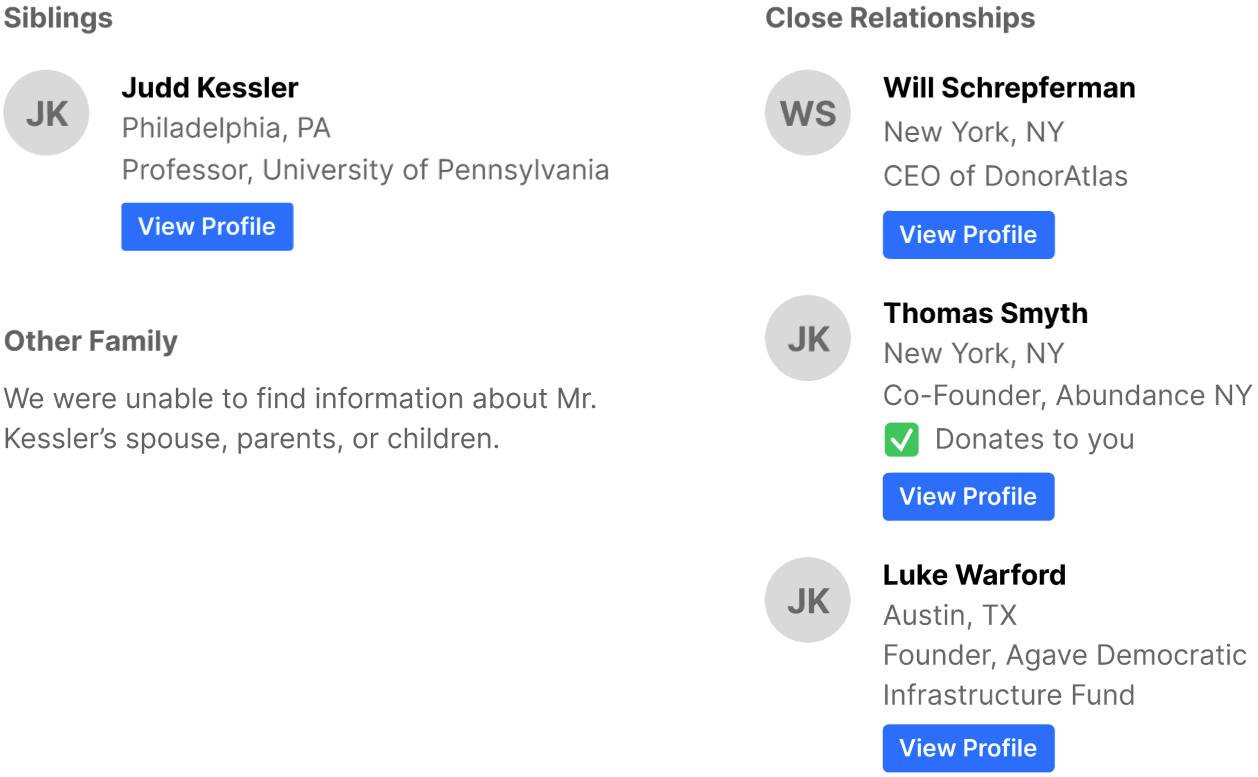 Siblings
JK
Judd Kessler
Philadelphia, PA
Professor, University of Pennsylvania
View Profile
Other Family
We were unable to find information about Mr.
Kessler’s spouse, parents, or children.
Close Relationships
WS
Will Schrepferman
New York, NY
CEO of DonorAtlas
View Profile
JK
Thomas Smyth
New York, NY
Co-Founder, Abundance NY
✅ Donates to you
View Profile
JK
Luke Warford
Austin, TX
Founder, Agave Democratic
Infrastructure Fund
View Profile